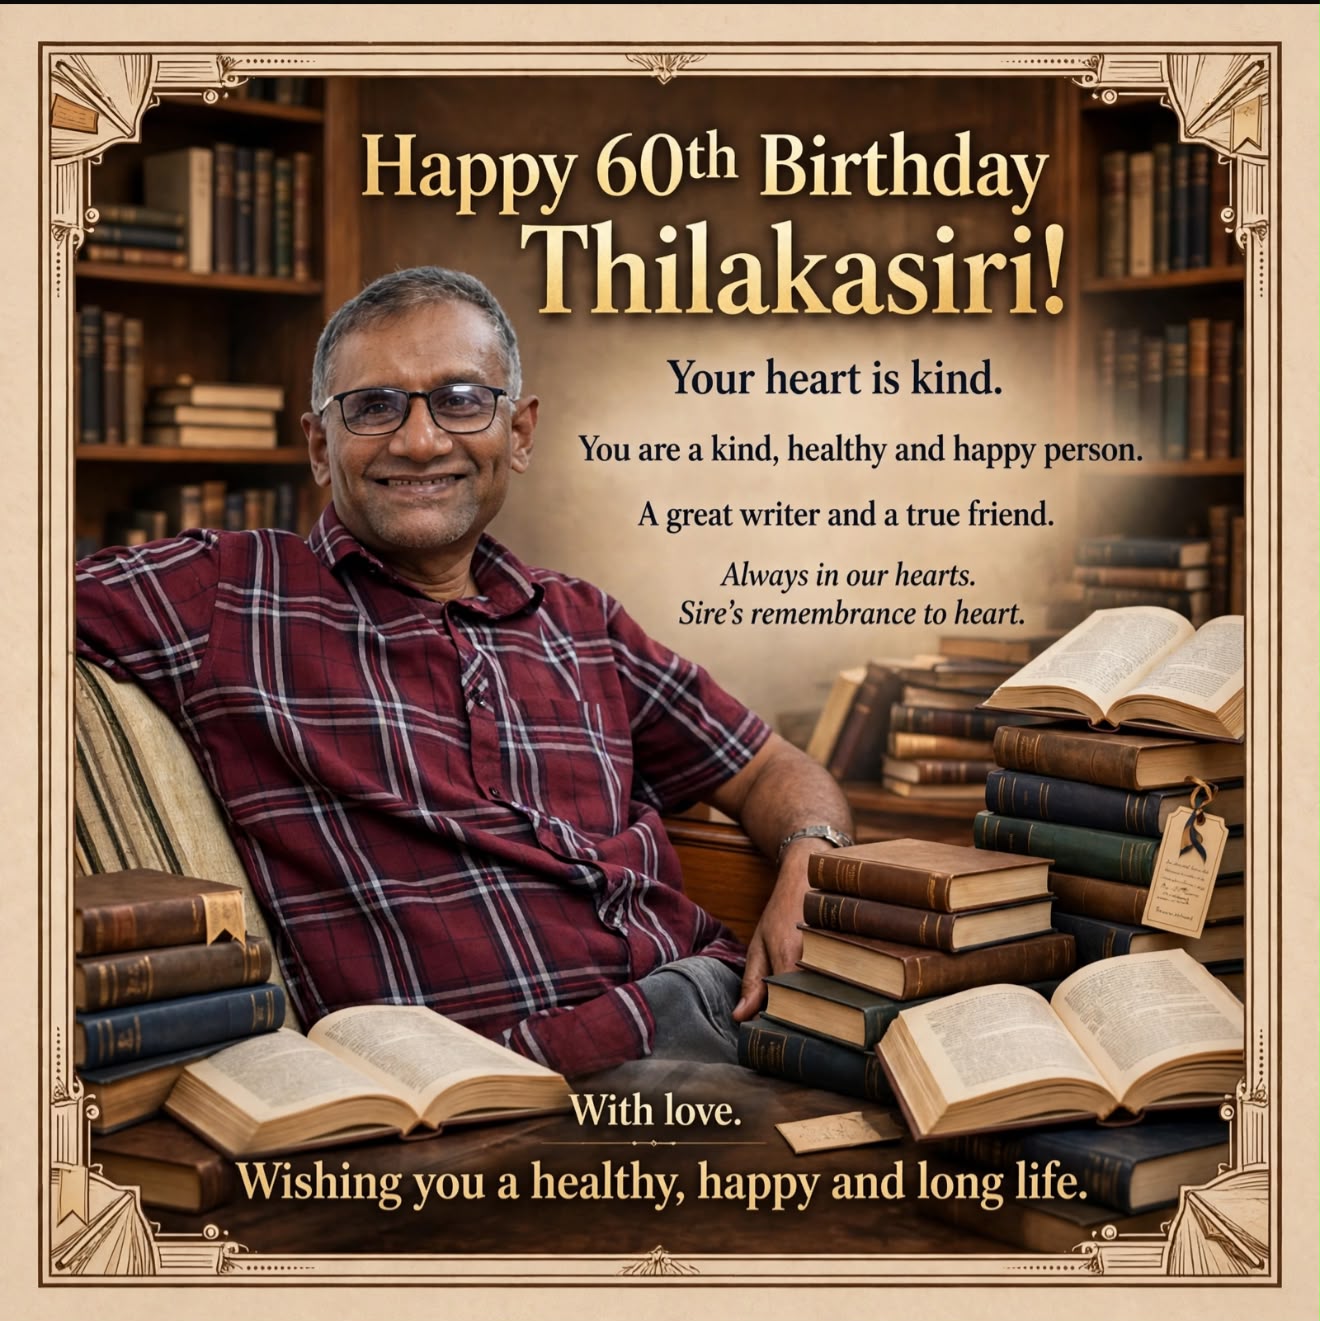 Happy 60th Birthday
Thilakasiri!
Your heart is kind.
You are a kind, healthy and happy person.
A great writer and a true friend.
Always in our hearts.
Sire's remembrance to heart.
With love.
Wishing you a healthy, happy and long life.